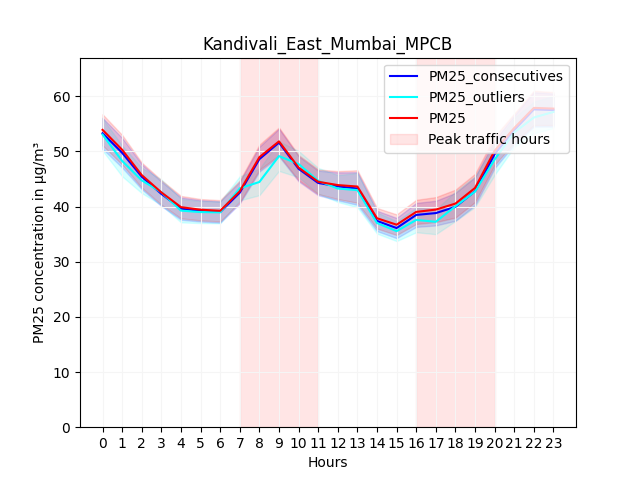 Kandivali_East_Mumbai_MPCB
PM25_consecutives
PM25_outliers
PM25
Peak traffic hours
PM25 concentration in µg/m³
60
50
40
30
20
10
0
0 1 2 3 4 5 6 7 8 9 10 11 12 13 14 15 16 17 18 19 20 21 22 23
Hours